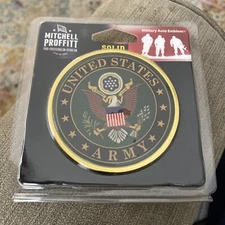 MITCHELL
PROFFITT
SOLID
Military Auto Emblem
UNITED STATES
ARMY